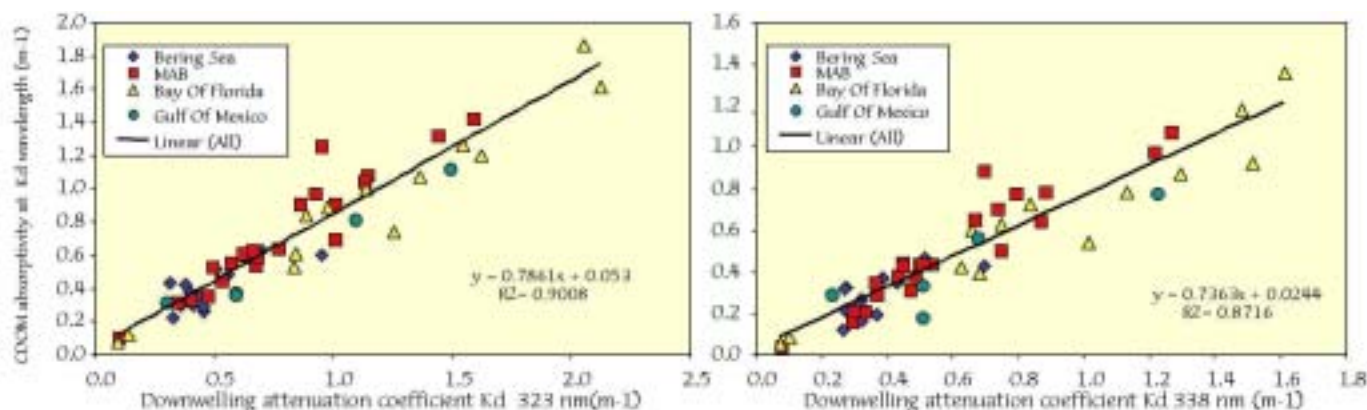 CDOM absorptivity at Kd wavelength (m-1)
2.0
1.8
1.6
1.4
1.2
1.0
0.8
0.6
0.4
0.2
0.0
Bering Sea
MAB
Bay Of Florida
Gulf Of Mexico
Linear (All)
y = 0.7861x + 0.053
R2= 0.9008
0.0 0.5 1.0 1.5 2.0 2.5
Downwelling attenuation coefficient Kd 323 nm(m-1)
1.6
1.4
1.2
1.0
0.8
0.6
0.4
0.2
0.0
Bering Sea
MAB
Bay Of Florida
Gulf Of Mexico
Linear (All)
y = 0.7363x + 0.0244
R2= 0.8716
0.0 0.2 0.4 0.6 0.8 1.0 1.2 1.4 1.6 1.8
Downwelling attenuation coefficient Kd 338 nm (m-1)